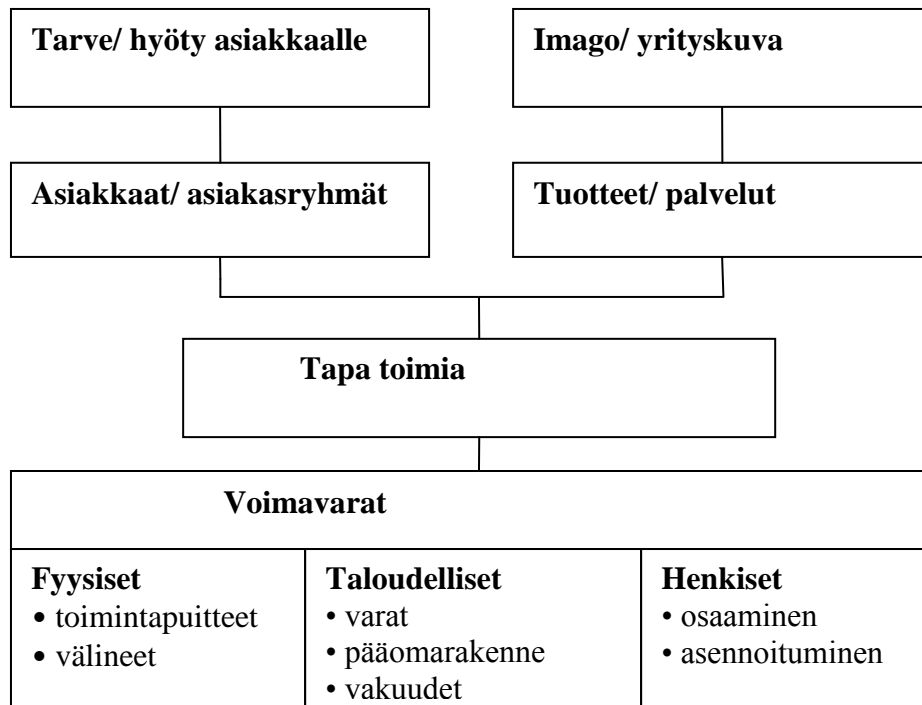 Tarve/ hyöty asiakkaalle
Imago/ yrityskuva
Asiakkaat/ asiakasryhmät
Tuotteet/ palvelut
Tapa toimia
Voimavarat
Fyysiset
• toimintapuitteet
• välineet
Taloudelliset
• varat
• pääomarakenne
• vakuudet
Henkiset
• osaaminen
• asennoituminen